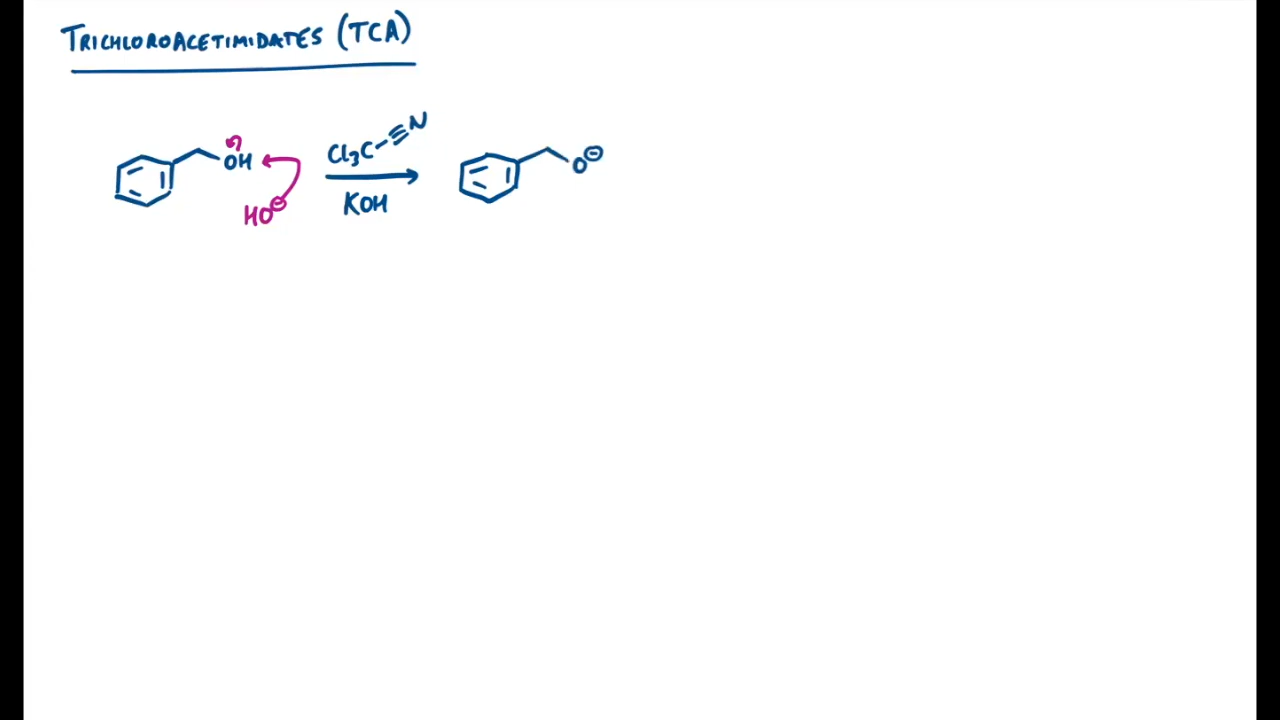 TRICHLOROACETIMIDATES (TCA)
Cl₃C≡N
OH
O⊖
KOH
HO⊖